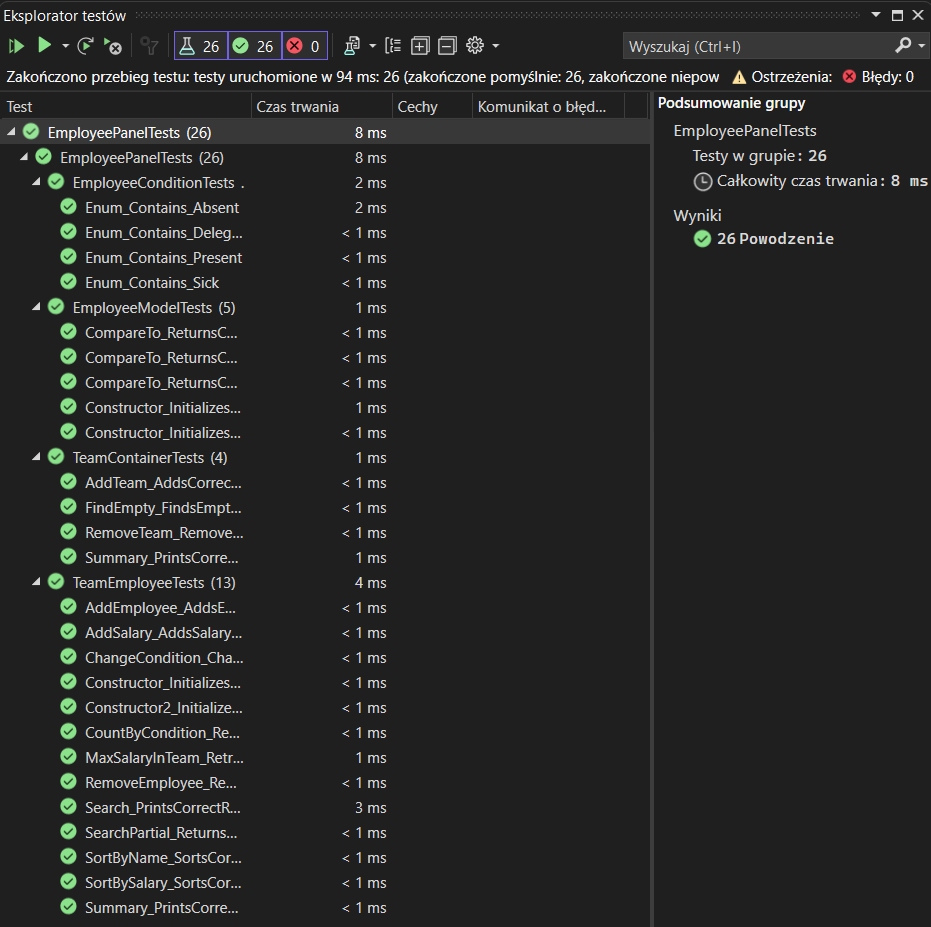 Eksplorator testów
26 26 0
Wyszukaj (Ctrl+I)
Zakończono przebieg testu: testy uruchomione w 94 ms: 26 (zakończone pomyślnie: 26, zakończone niepow Ostrzeżenia: Błędy: 0
Test Czas trwania Cechy Komunikat o błęd...
EmployeePanelTests (26) 8 ms
EmployeePanelTests (26) 8 ms
EmployeeConditionTests . 2 ms
Enum_Contains_Absent 2 ms
Enum_Contains_Deleg... < 1 ms
Enum_Contains_Present < 1 ms
Enum_Contains_Sick < 1 ms
EmployeeModelTests (5) 1 ms
CompareTo_ReturnsC... < 1 ms
CompareTo_ReturnsC... < 1 ms
CompareTo_ReturnsC... < 1 ms
Constructor_Initializes... 1 ms
Constructor_Initializes... < 1 ms
TeamContainerTests (4) 1 ms
AddTeam_AddsCorrec... < 1 ms
FindEmpty_FindsEmpt... < 1 ms
RemoveTeam_Remove... < 1 ms
Summary_PrintsCorre... 1 ms
TeamEmployeeTests (13) 4 ms
AddEmployee_AddsE... < 1 ms
AddSalary_AddsSalary... < 1 ms
ChangeCondition_Cha... < 1 ms
Constructor_Initializes... < 1 ms
Constructor2_Initialize... < 1 ms
CountByCondition_Re... < 1 ms
MaxSalaryInTeam_Retr... 1 ms
RemoveEmployee_Re... < 1 ms
Search_PrintsCorrectR... 3 ms
SearchPartial_Returns... < 1 ms
SortByName_SortsCor... < 1 ms
SortBySalary_SortsCor... < 1 ms
Summary_PrintsCorre... < 1 ms
Podsumowanie grupy
EmployeePanelTests
Testy w grupie: 26
Całkowity czas trwania: 8 ms
Wyniki
26 Powodzenie